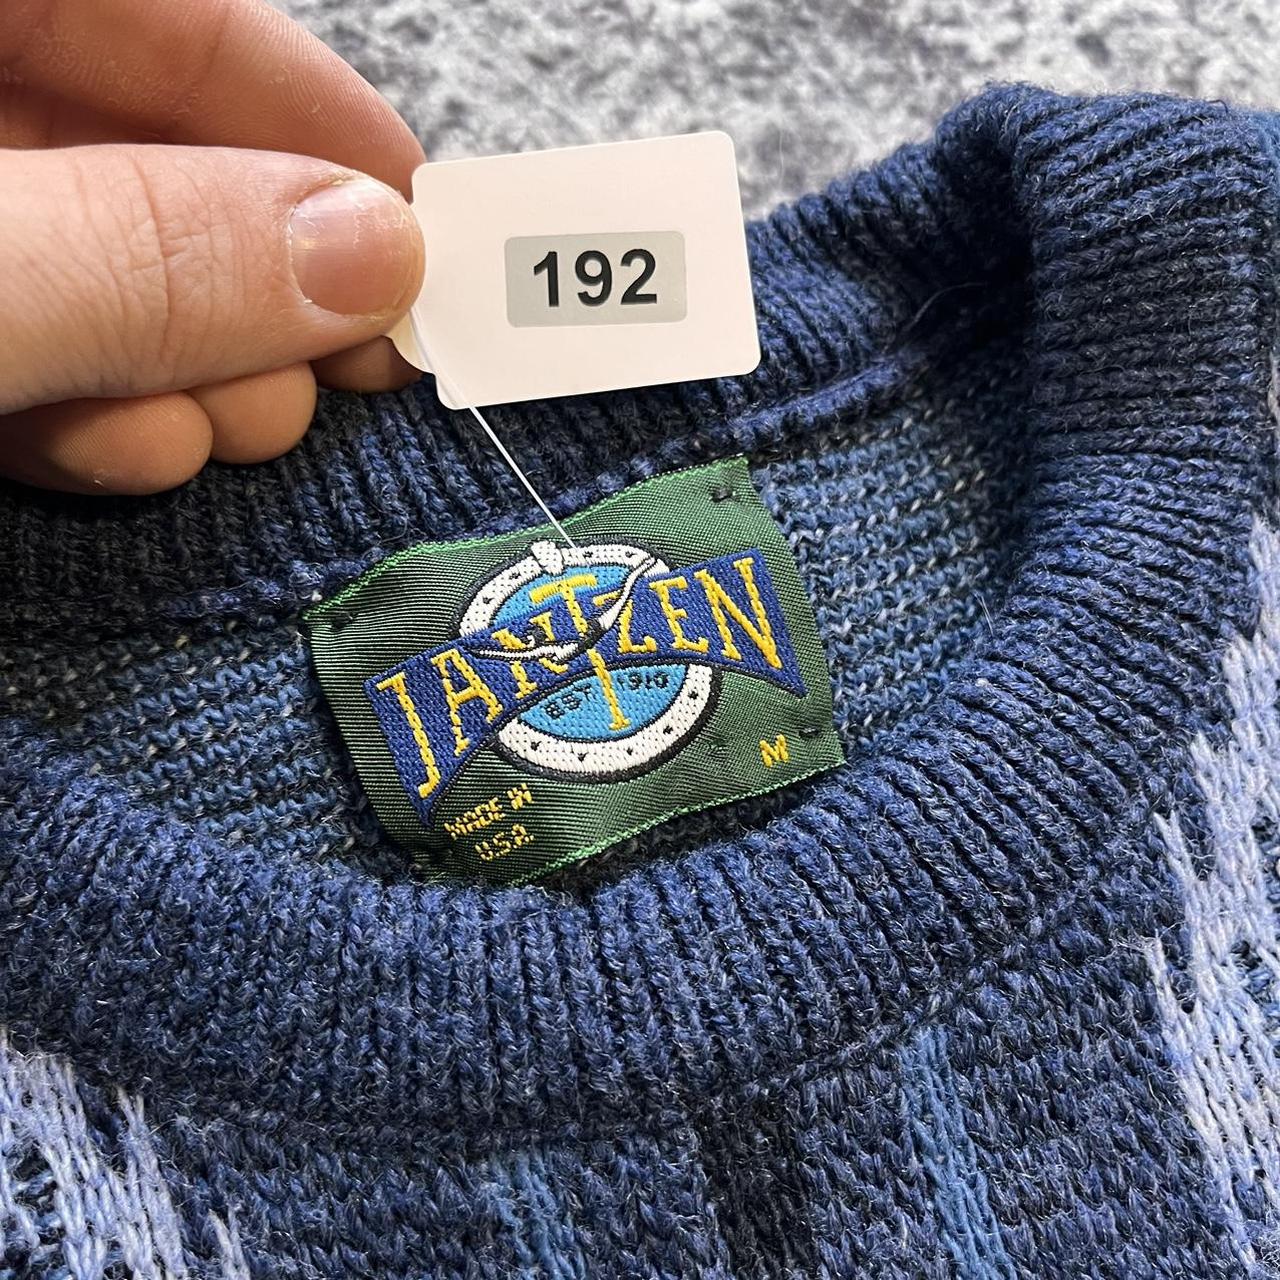 192
JANTZEN
EST 1910
M
MADE IN
U.S.A.